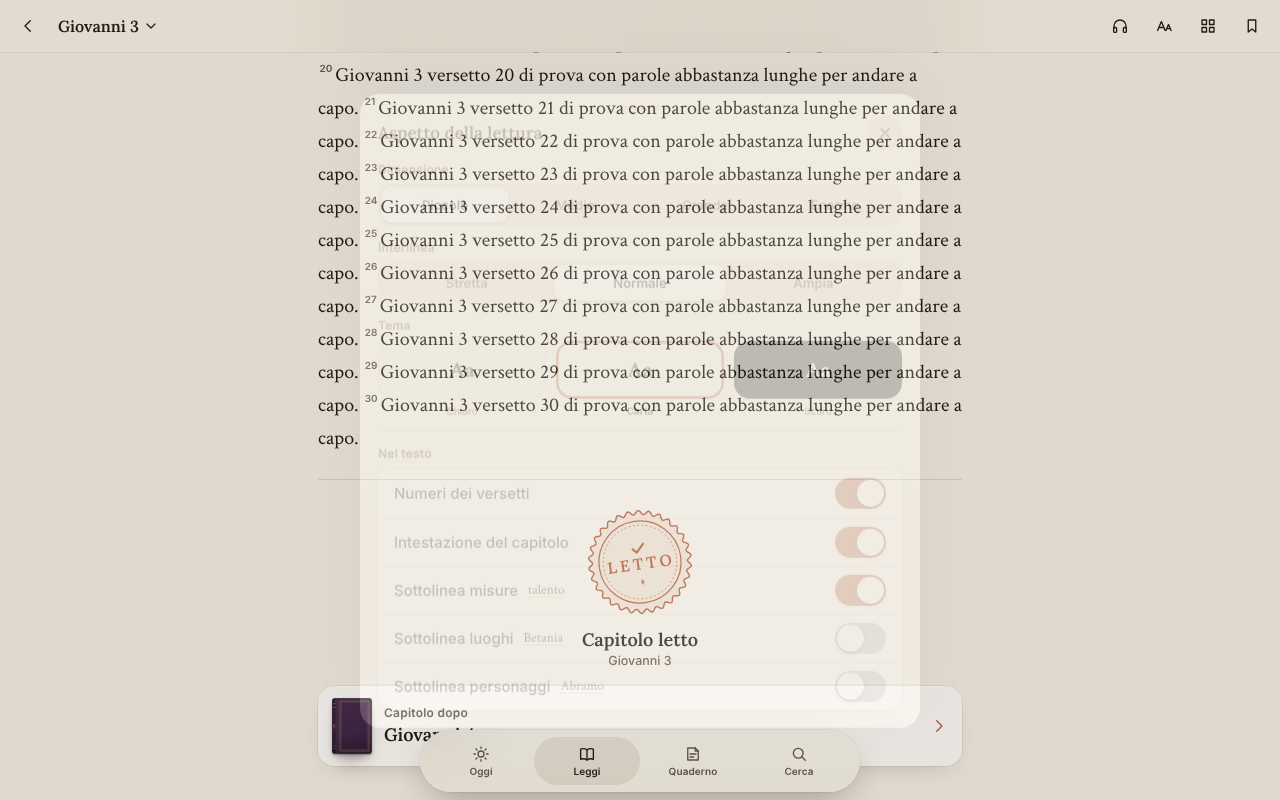 Giovanni 3
20 Giovanni 3 versetto 20 di prova con parole abbastanza lunghe per andare a
capo. 21 Giovanni 3 versetto 21 di prova con parole abbastanza lunghe per andare a
Aspetto della lettura
capo. 22 Giovanni 3 versetto 22 di prova con parole abbastanza lunghe per andare a
Dimensione
capo. 23 Giovanni 3 versetto 23 di prova con parole abbastanza lunghe per andare a
capo. 24 Giovanni 3 versetto 24 di prova con parole abbastanza lunghe per andare a
Piccolo
capo. 25 Giovanni 3 versetto 25 di prova con parole abbastanza lunghe per andare a
Interlinea
capo. 26 Giovanni 3 versetto 26 di prova con parole abbastanza lunghe per andare a
Stretta Normale Ampia
capo. 27 Giovanni 3 versetto 27 di prova con parole abbastanza lunghe per andare a
Tema
capo. 28 Giovanni 3 versetto 28 di prova con parole abbastanza lunghe per andare a
capo. 29 Giovanni 3 versetto 29 di prova con parole abbastanza lunghe per andare a
Aa Aa Aa
capo. 30 Giovanni 3 versetto 30 di prova con parole abbastanza lunghe per andare a
Chiaro Carta Scuro
capo.
Nel testo
Numeri dei versetti
Intestazione del capitolo
LETTO
Sottolinea misure talento
Sottolinea luoghi Betania
Capitolo letto
Giovanni 3
Sottolinea personaggi Abramo
Capitolo dopo
Oggi Leggi Quaderno Cerca